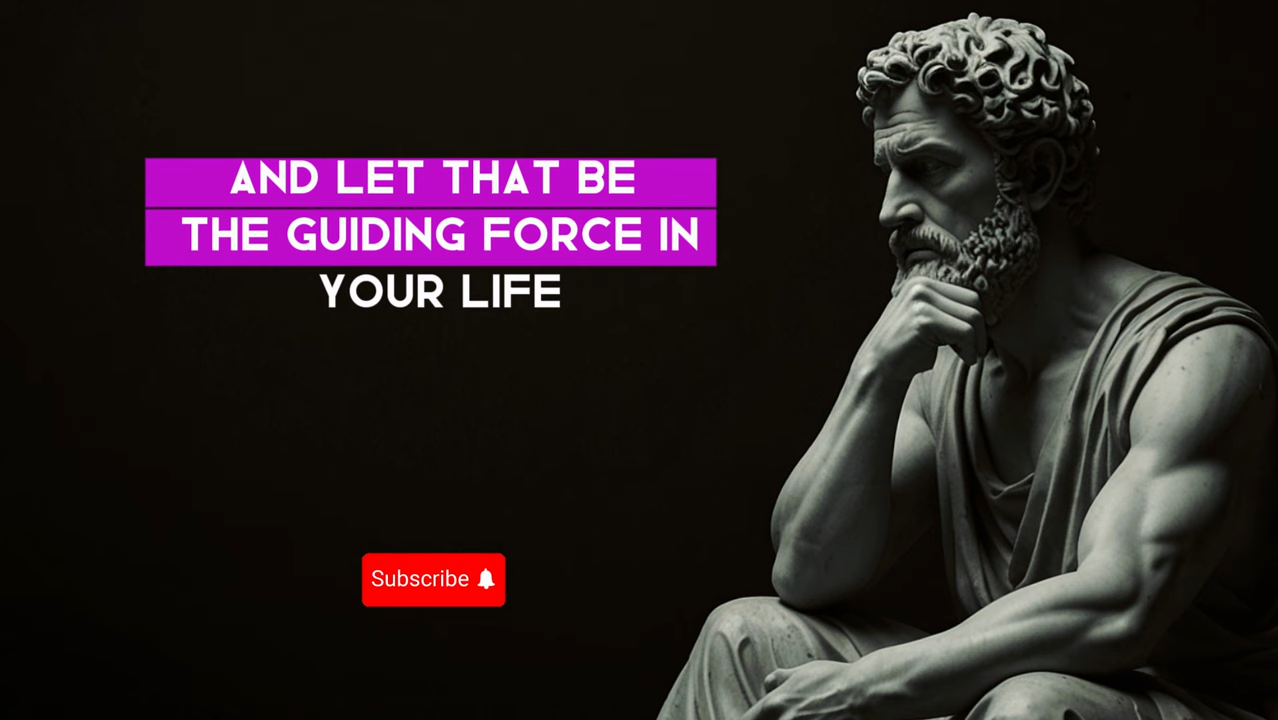 AND LET THAT BE
THE GUIDING FORCE IN
YOUR LIFE
Subscribe